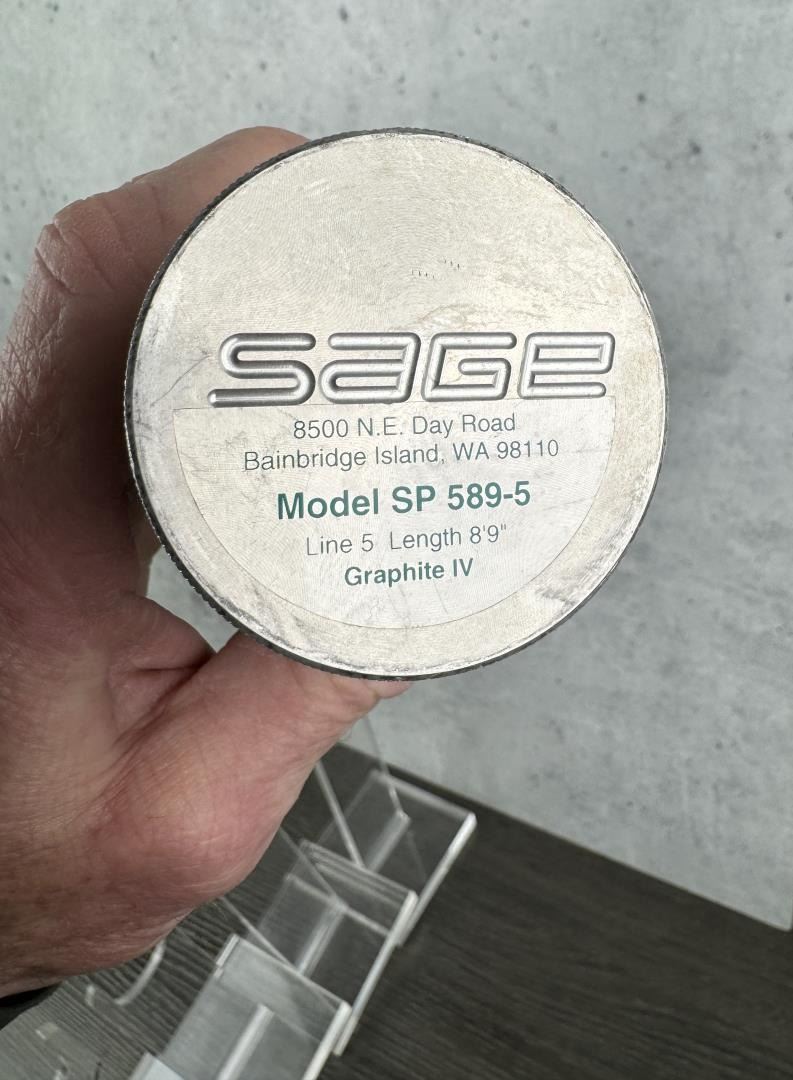 sage
8500 N.E. Day Road
Bainbridge Island, WA 98110
Model SP 589-5
Line 5 Length 8'9"
Graphite IV